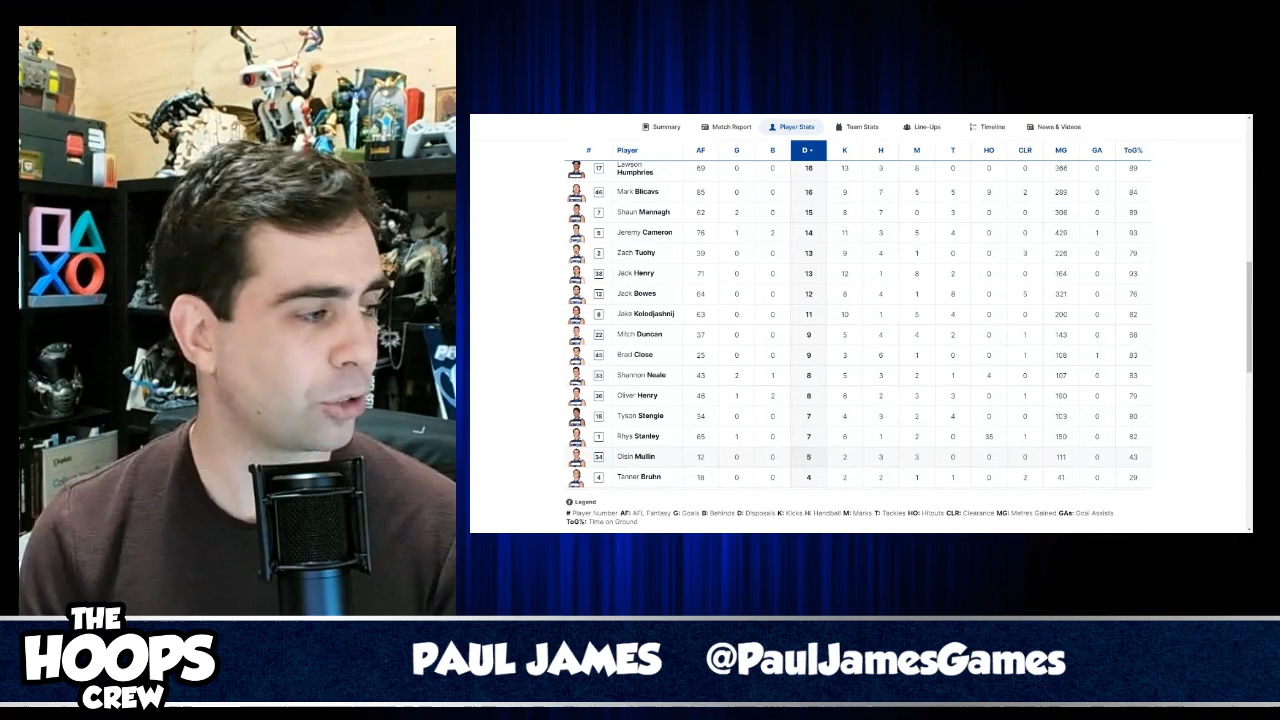 Summary Match Report Player Stats Team Stats Line-Ups Timeline News & Videos
# Player AF G B D K H M T HO CLR MG GA ToG%
17 Lawson Humphries 69 0 0 16 13 3 8 0 0 0 366 0 89
46 Mark Blicavs 85 0 0 16 9 7 5 5 9 2 289 0 84
7 Shaun Mannagh 62 2 0 15 8 7 0 3 0 0 306 0 89
5 Jeremy Cameron 76 1 2 14 11 3 5 4 0 0 429 1 93
2 Zach Tuohy 39 0 0 13 9 4 1 0 0 3 226 0 79
38 Jack Henry 71 0 0 13 12 1 8 2 0 0 164 0 93
12 Jack Bowes 64 0 0 12 8 4 1 8 0 5 321 0 76
8 Jake Kolodjashnij 63 0 0 11 10 1 5 4 0 0 200 0 82
22 Mitch Duncan 37 0 0 9 5 4 4 2 0 1 143 0 68
45 Brad Close 25 0 0 9 3 6 1 0 0 0 108 1 83
33 Shannon Neale 43 2 1 8 5 3 2 1 4 0 107 0 83
36 Oliver Henry 46 1 2 8 6 2 3 3 0 1 190 0 79
18 Tyson Stengle 34 0 0 7 4 3 2 4 0 0 103 0 80
1 Rhys Stanley 65 1 0 7 6 1 2 0 35 1 150 0 82
34 Oisin Mullin 12 0 0 5 2 3 3 0 0 0 111 0 43
4 Tanner Bruhn 18 0 0 4 2 2 1 1 0 2 41 0 29
Legend
# Player Number AF: AFL Fantasy G: Goals B: Behinds D: Disposals K: Kicks H: Handball M: Marks T: Tackles HO: Hitouts CLR: Clearance MG: Metres Gained GAs: Goal Assists
ToG%: Time on Ground
THE
HOOPS
CREW
PAUL JAMES @PaulJamesGames